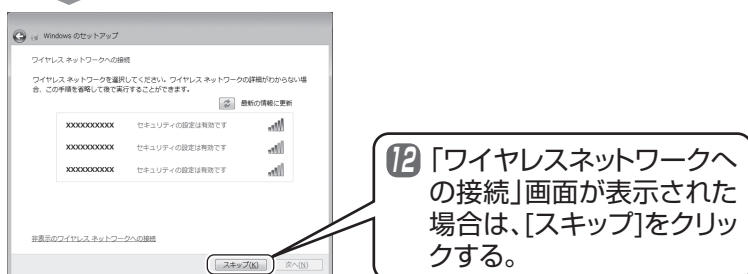 Windows のセットアップ
ワイヤレス ネットワークへの接続
ワイヤレス ネットワークを選択してください。ワイヤレス ネットワークの詳細がわからない場
合、この手順を省略して後で実行することができます。
最新の情報に更新
XXXXXXXXXX セキュリティの設定は有効です
XXXXXXXXXX セキュリティの設定は有効です
XXXXXXXXXX セキュリティの設定は有効です
非表示のワイヤレス ネットワークへの接続
スキップ(K) 次へ(N)
12 「ワイヤレスネットワークへ
の接続」画面が表示された
場合は、[スキップ]をクリッ
クする。